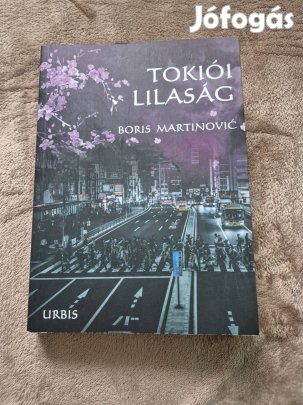 Jófogás
TOKIÓI
LILASÁG
BORIS MARTINOVIĆ
URBIS